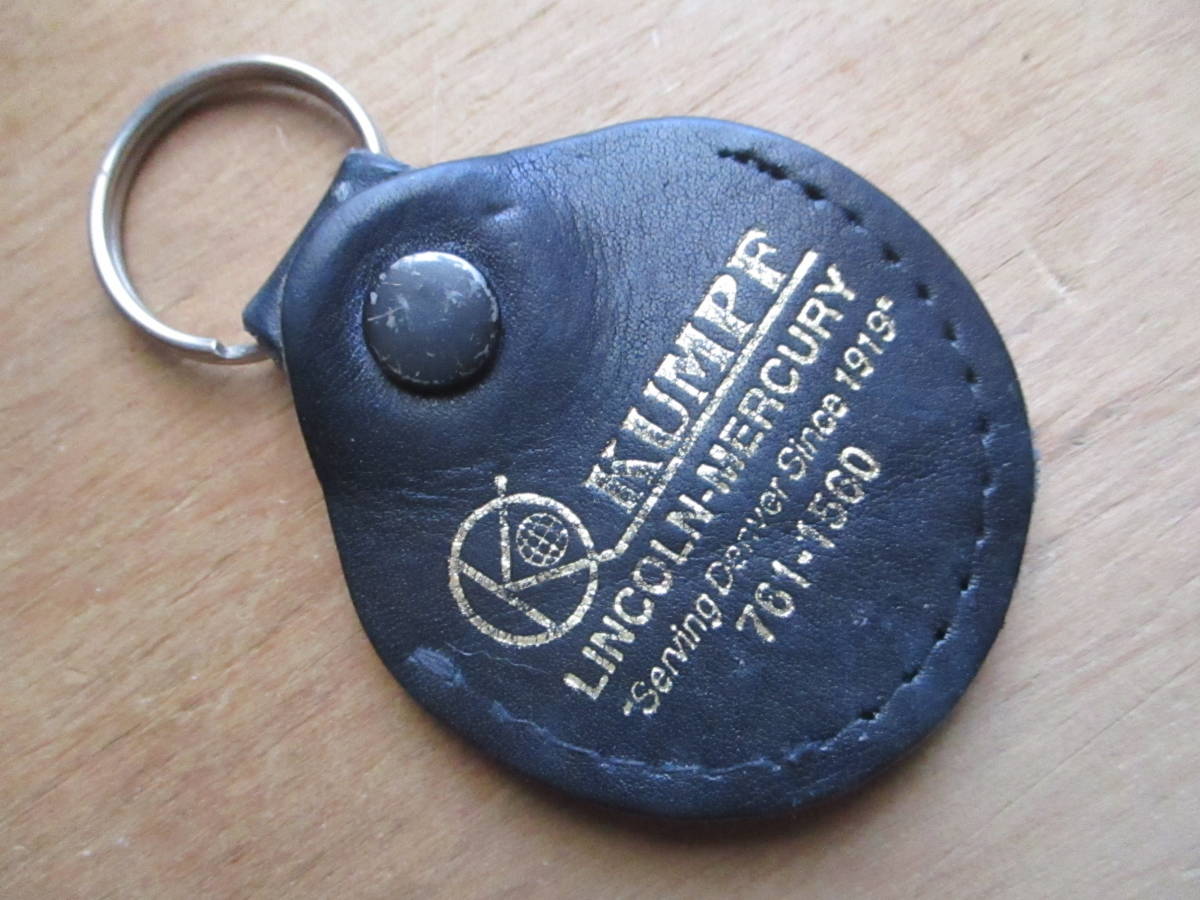 KUMPF
LINCOLN-MERCURY
"Serving Denver Since 1919"
761-1560
K